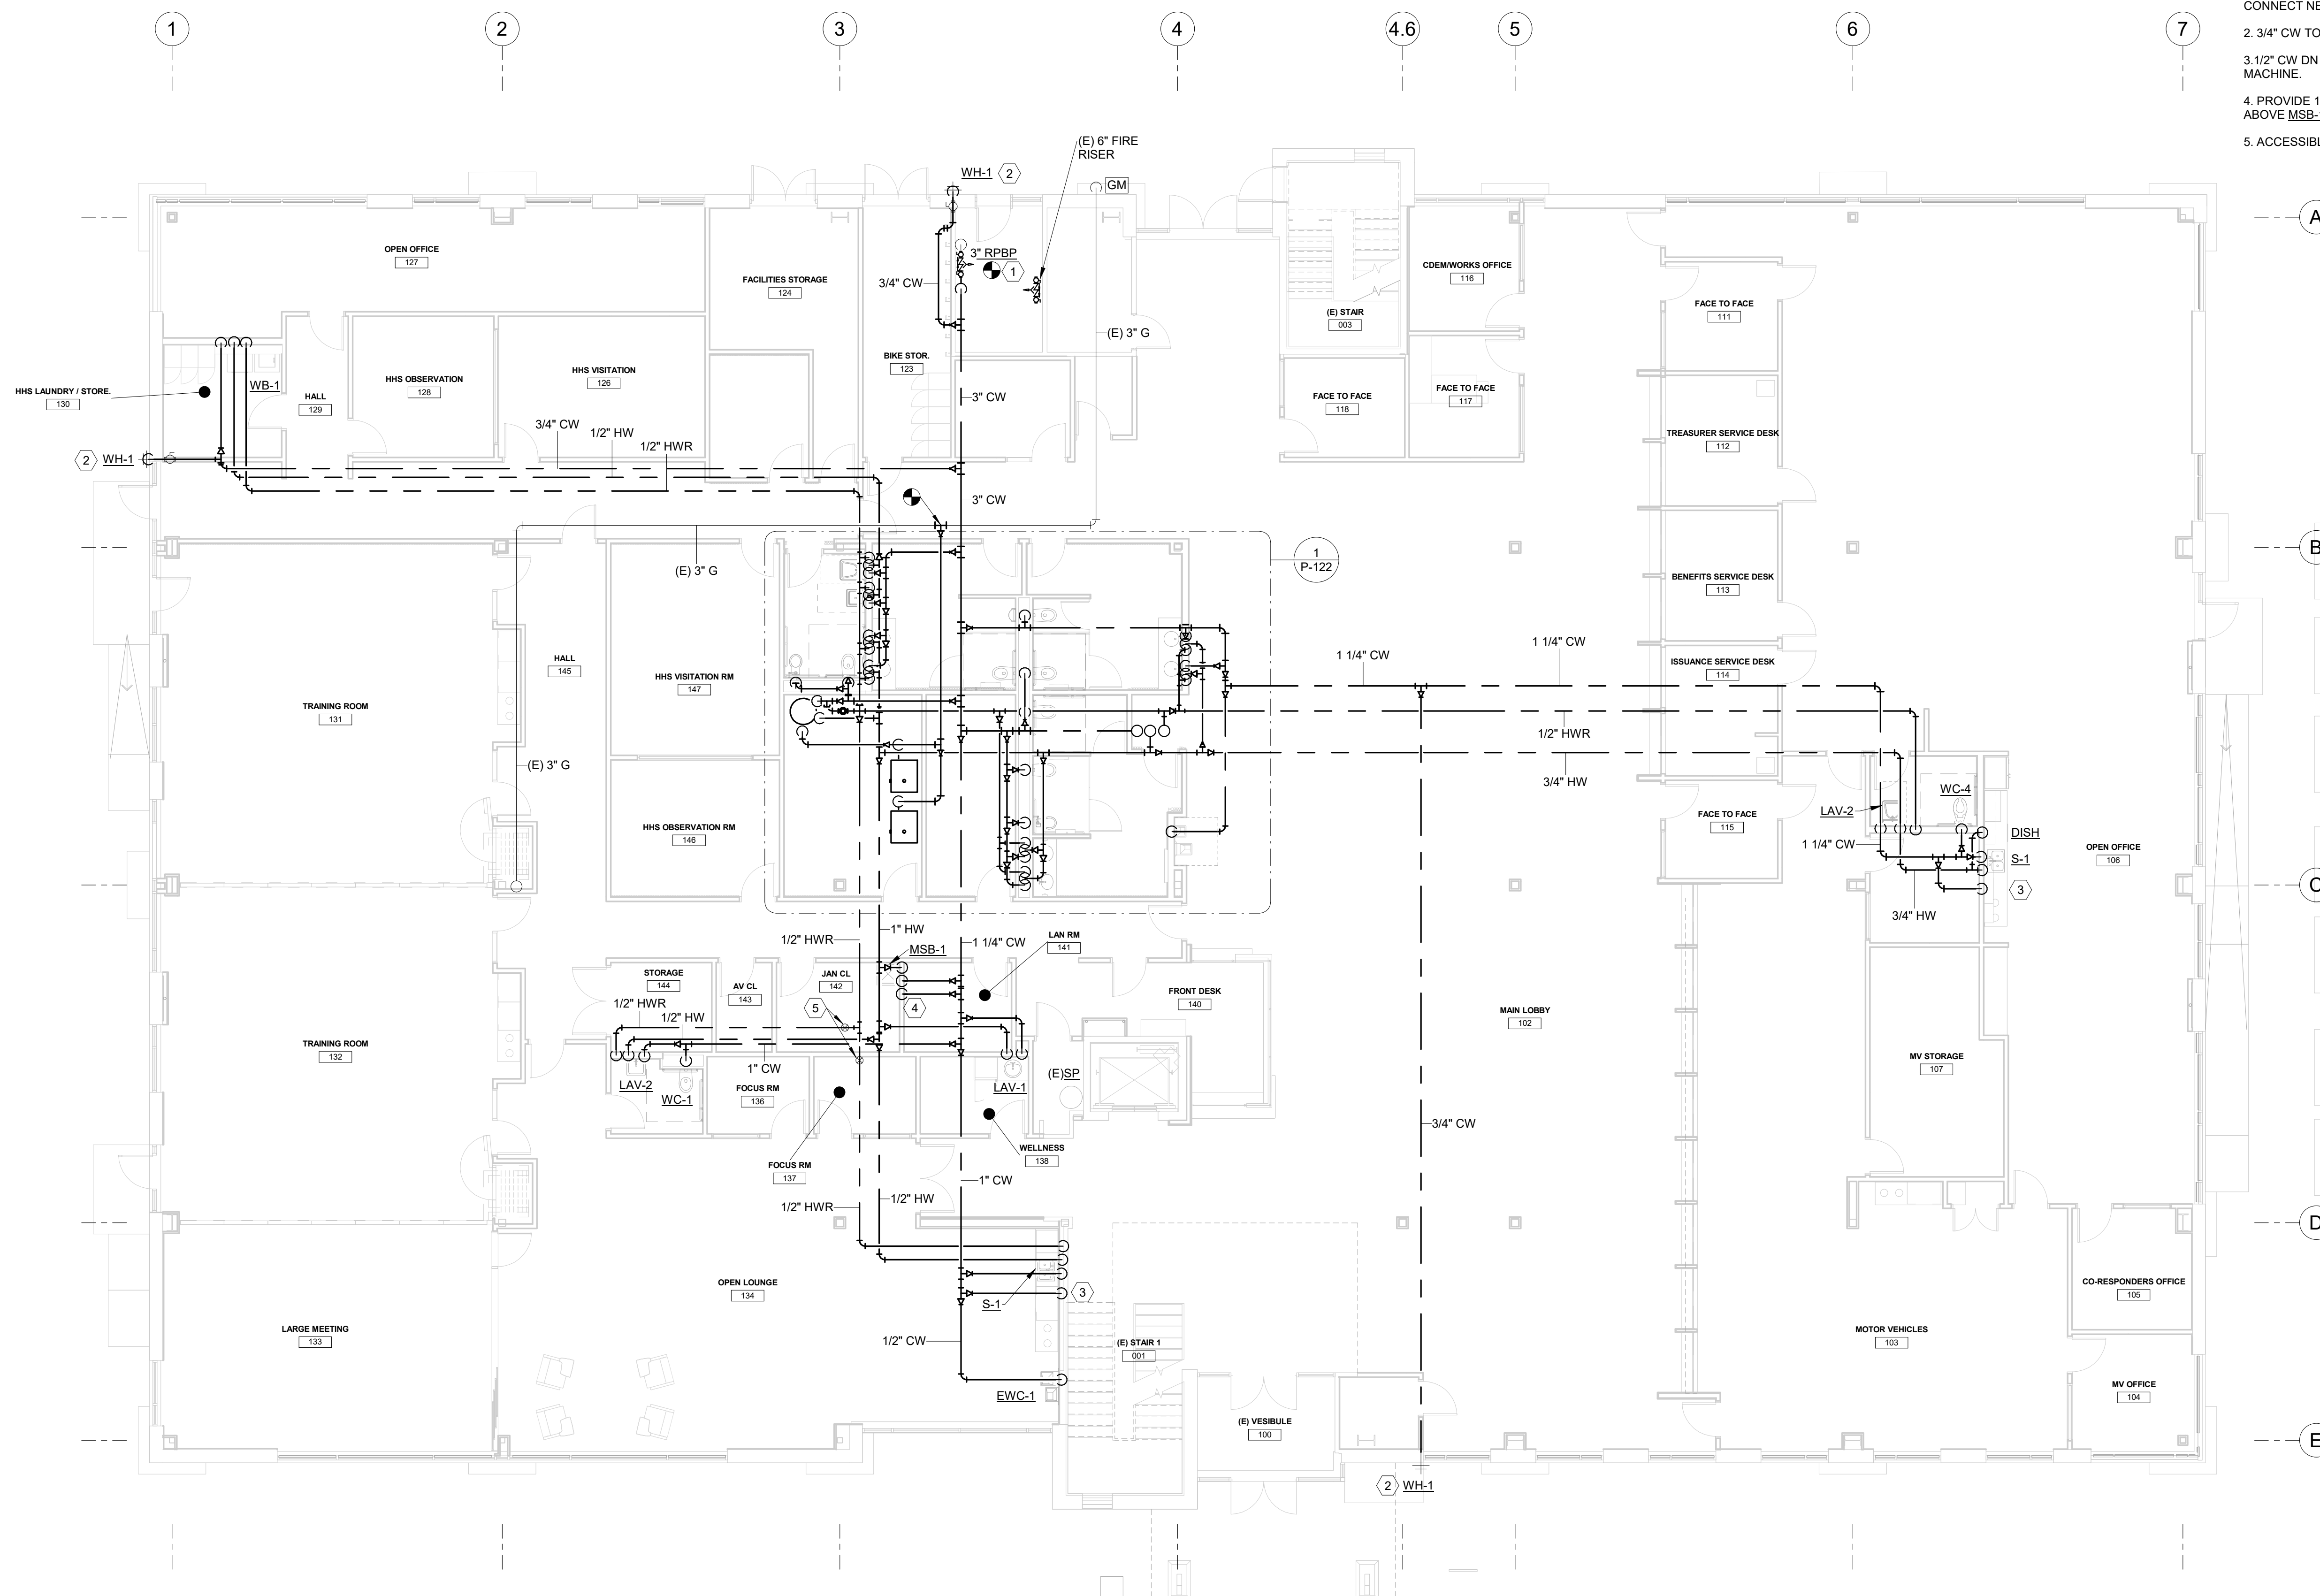 CONNECT NE
1
2
3
4
4.6
5
6
7
2. 3/4" CW TO
3.1/2" CW DN
MACHINE.
4. PROVIDE 1
ABOVE MSB-
5. ACCESSIBL
(E) 6" FIRE
RISER
WH-1
2
GM
A
OPEN OFFICE
127
3" RPBP
1
3/4" CW
FACILITIES STORAGE
124
CDEM/WORKS OFFICE
116
FACE TO FACE
111
(E) STAIR
003
(E) 3" G
BIKE STOR.
123
HHS VISITATION
126
HHS OBSERVATION
128
WB-1
HHS LAUNDRY / STORE.
130
HALL
129
3" CW
FACE TO FACE
118
FACE TO FACE
117
3/4" CW
1/2" HW
1/2" HWR
TREASURER SERVICE DESK
112
2
WH-1
3" CW
B
(E) 3" G
1
P-122
BENEFITS SERVICE DESK
113
1 1/4" CW
1 1/4" CW
HALL
145
HHS VISITATION RM
147
ISSUANCE SERVICE DESK
114
TRAINING ROOM
131
1/2" HWR
(E) 3" G
3/4" HW
WC-4
LAV-2
FACE TO FACE
115
HHS OBSERVATION RM
146
DISH
1 1/4" CW
S-1
OPEN OFFICE
106
3
C
3/4" HW
1" HW
1/2" HWR
1 1/4" CW
LAN RM
141
MSB-1
STORAGE
144
AV CL
143
JAN CL
142
FRONT DESK
140
1/2" HWR
5
4
1/2" HW
MAIN LOBBY
102
TRAINING ROOM
132
MV STORAGE
107
1" CW
(E)SP
LAV-2
WC-1
FOCUS RM
136
LAV-1
3/4" CW
WELLNESS
138
FOCUS RM
137
1" CW
1/2" HW
1/2" HWR
D
OPEN LOUNGE
134
CO-RESPONDERS OFFICE
105
3
S-1
LARGE MEETING
133
1/2" CW
(E) STAIR 1
001
MOTOR VEHICLES
103
EWC-1
MV OFFICE
104
(E) VESIBULE
100
E
2
WH-1